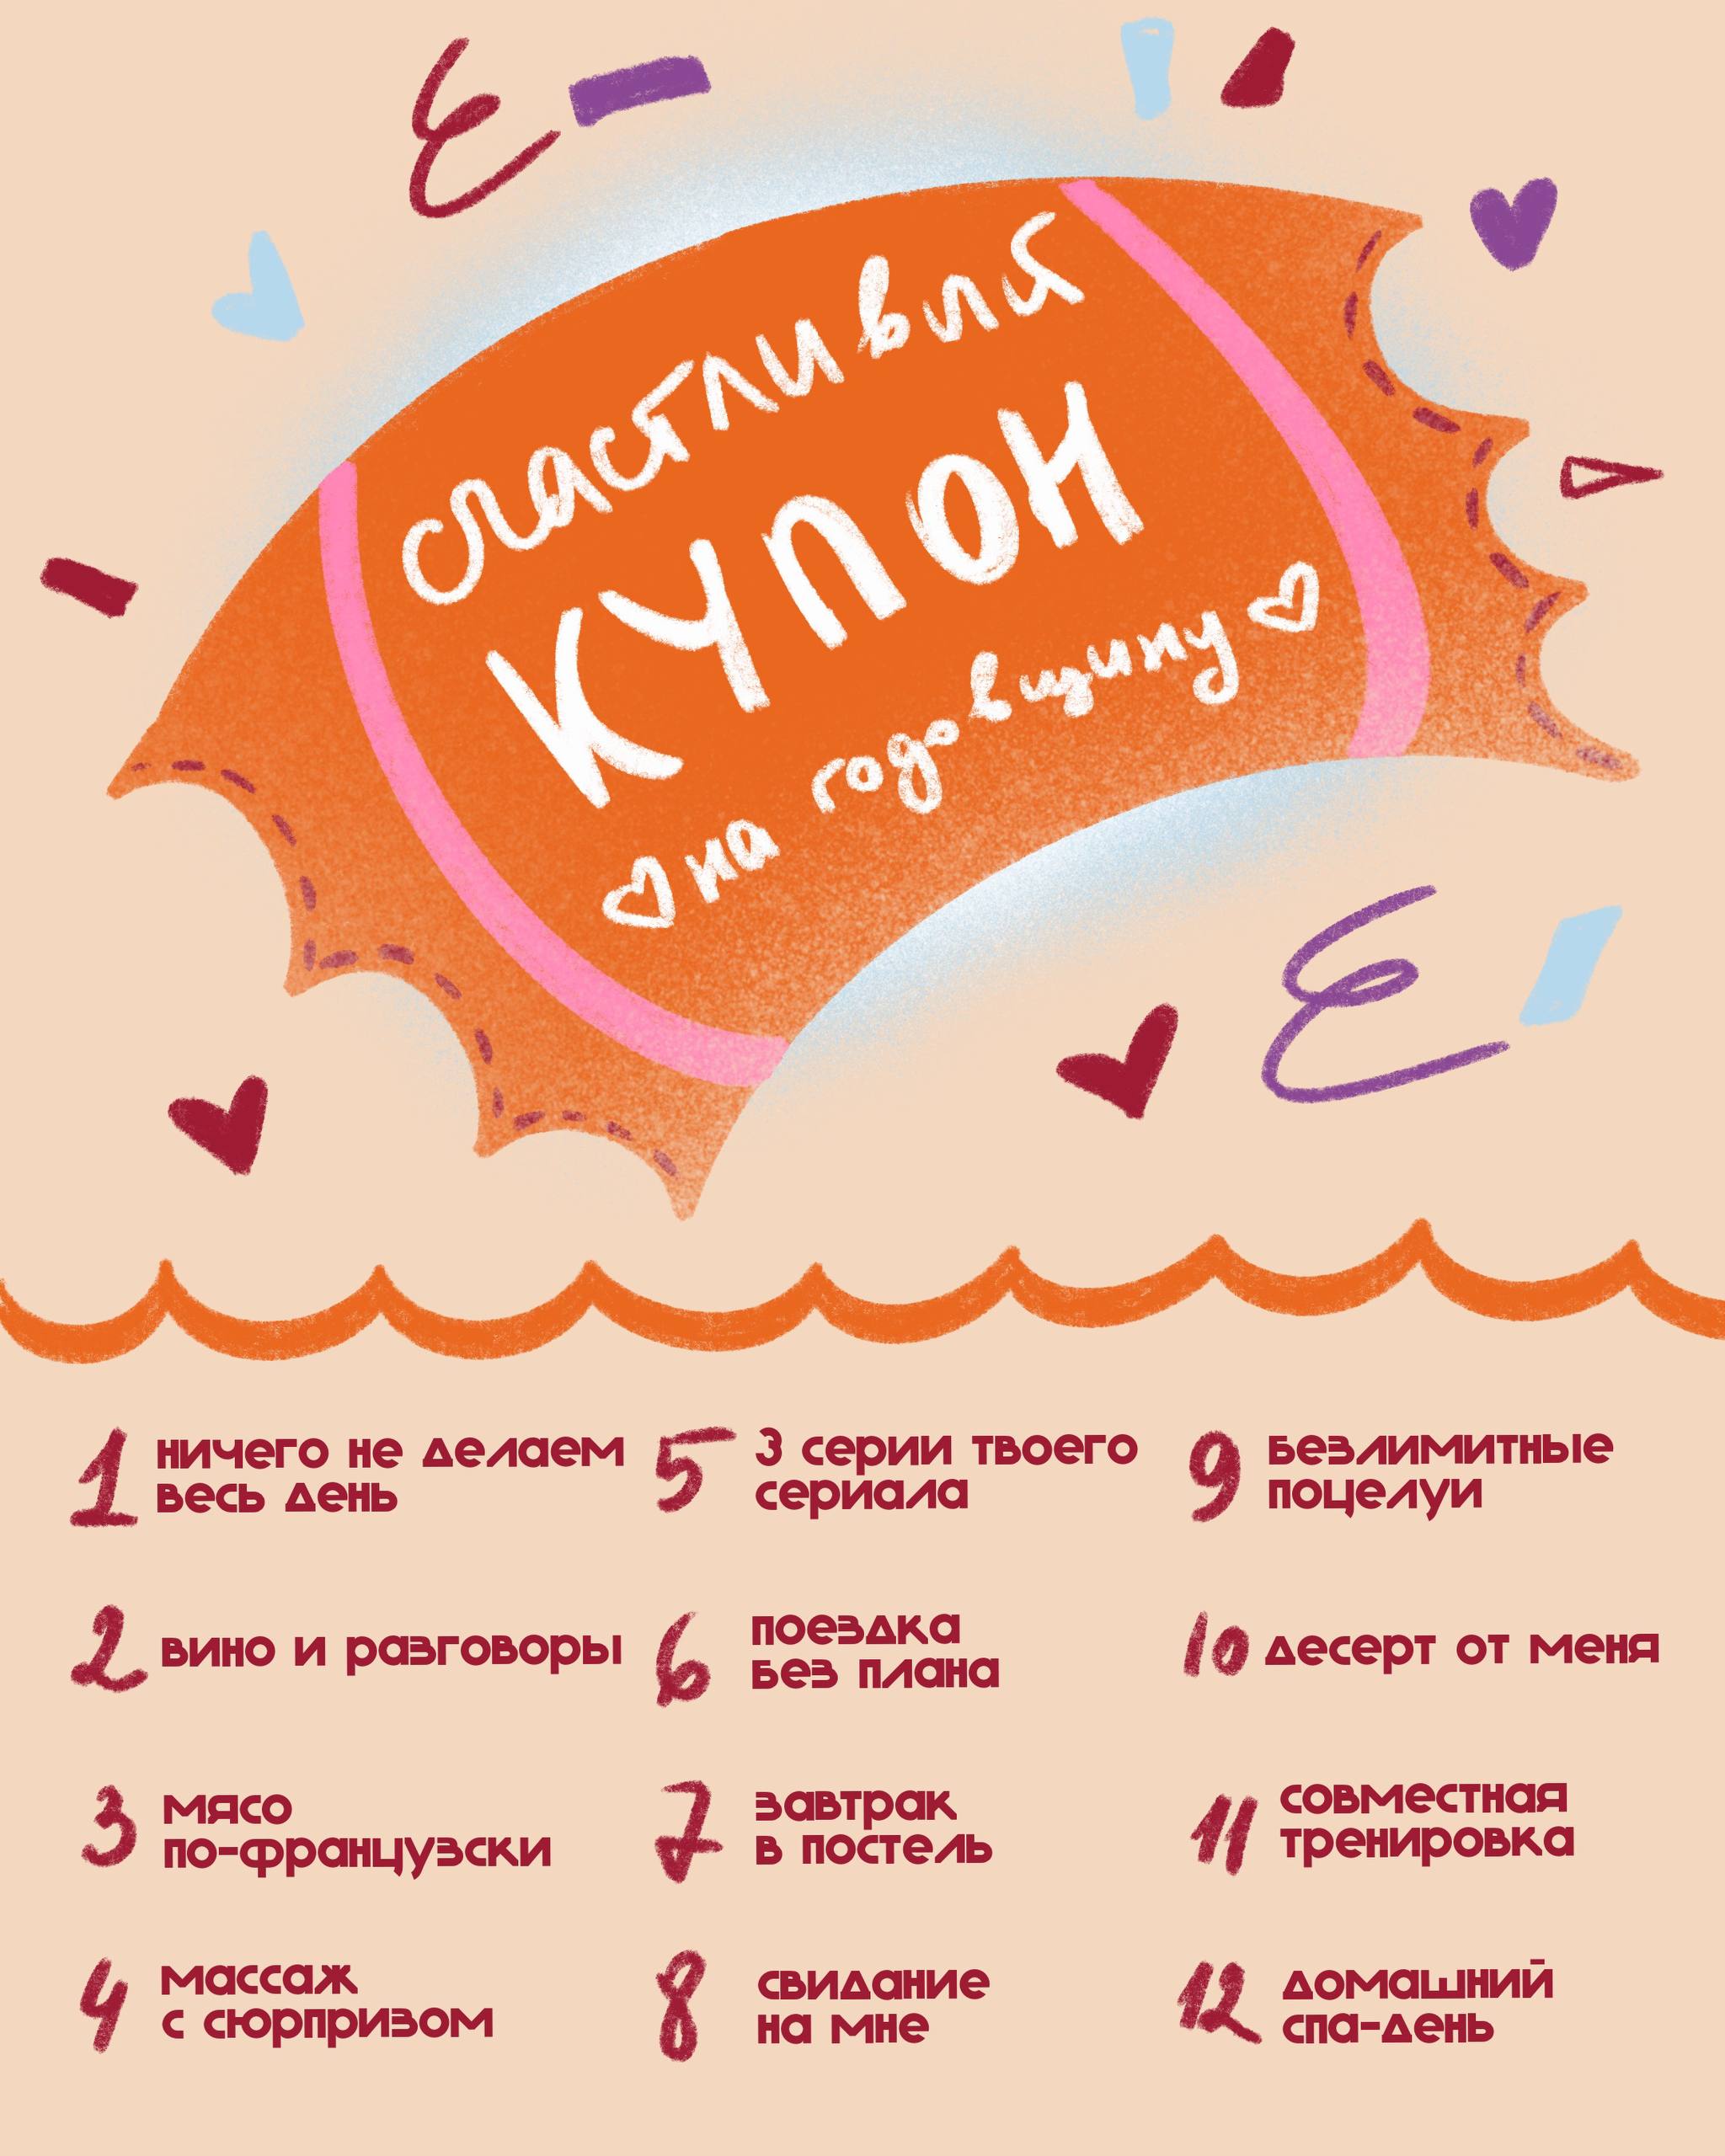 счастливый
КУПОН
на годовщину
1 ничего не делаем
весь день
2 вино и разговоры
3 мясо
по-французски
4 массаж
с сюрпризом
5 3 серии твоего
сериала
6 поездка
без плана
7 завтрак
в постель
8 свидание
на мне
9 безлимитные
поцелуи
10 десерт от меня
11 совместная
тренировка
12 домашний
спа-день